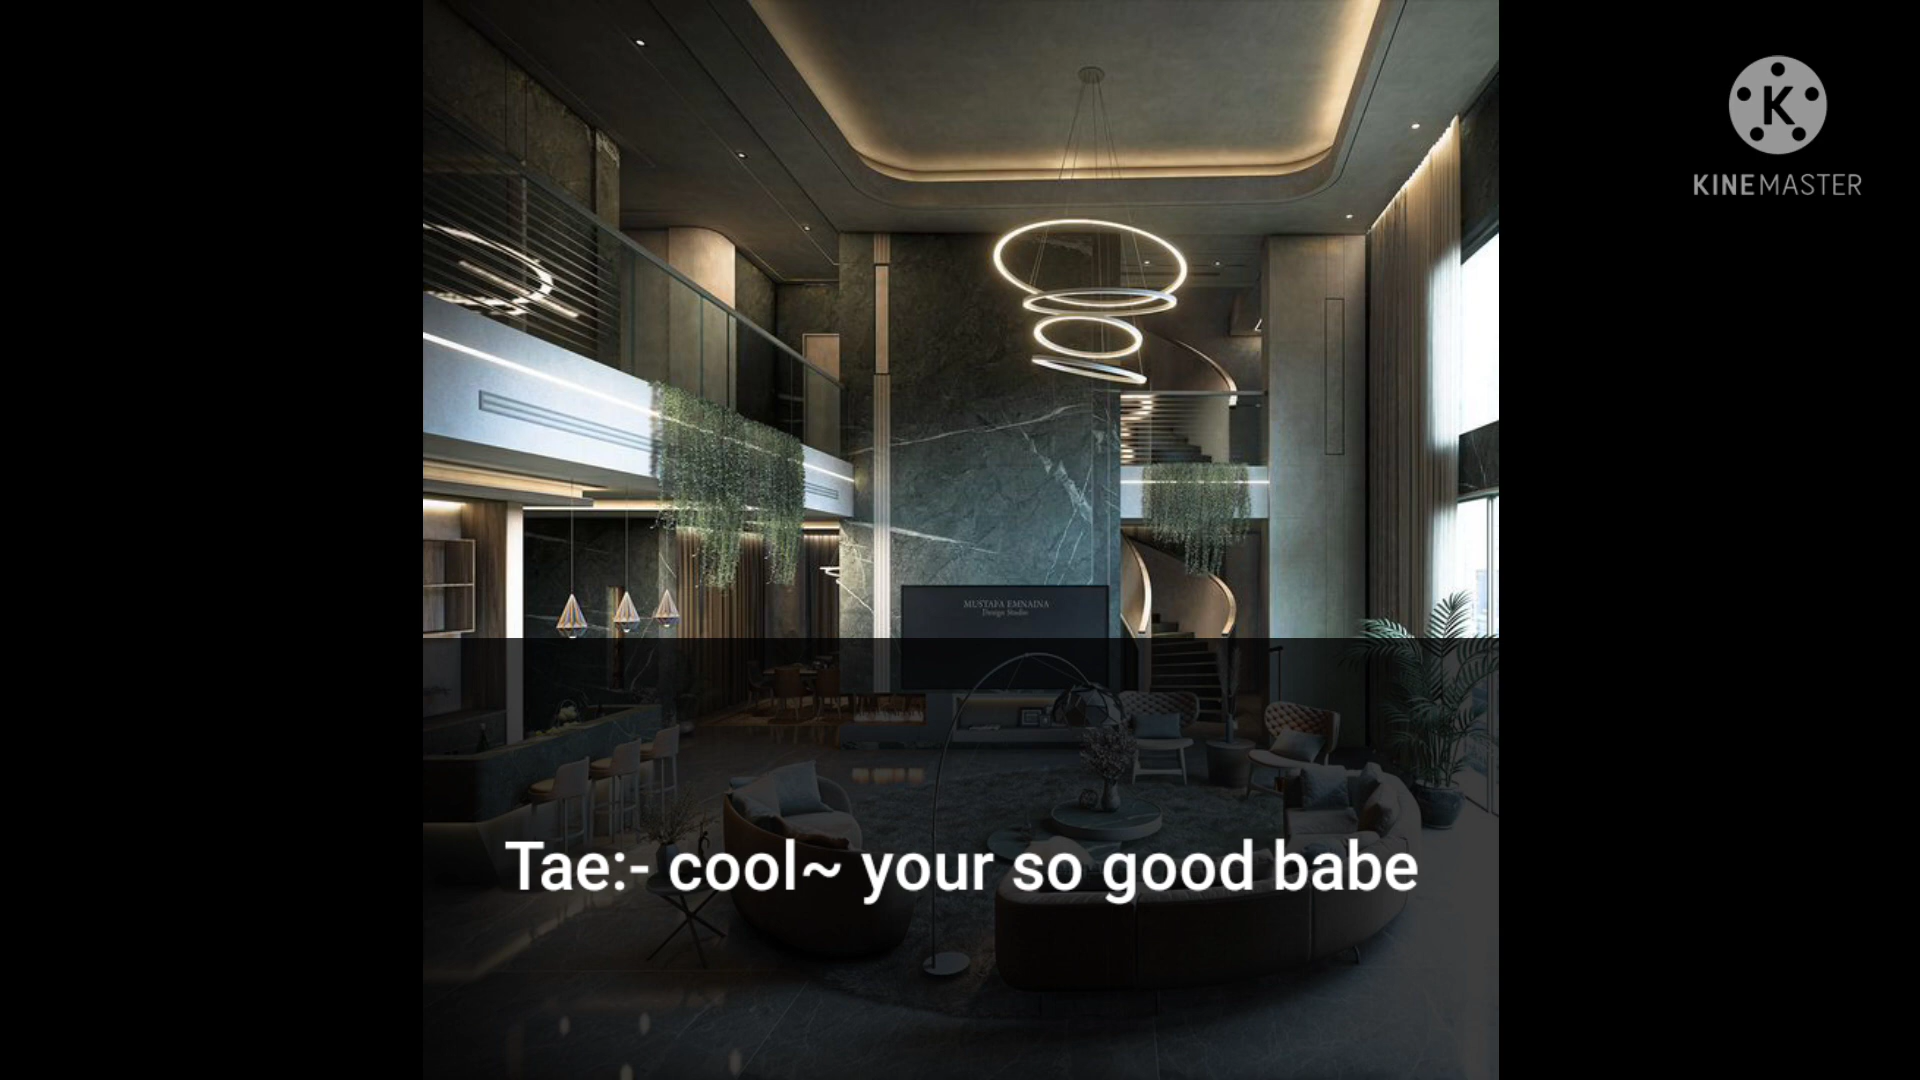 K
KINEMASTER
MUSTAFA EMNAINA
Design Studio
Tae:- cool~ your so good babe